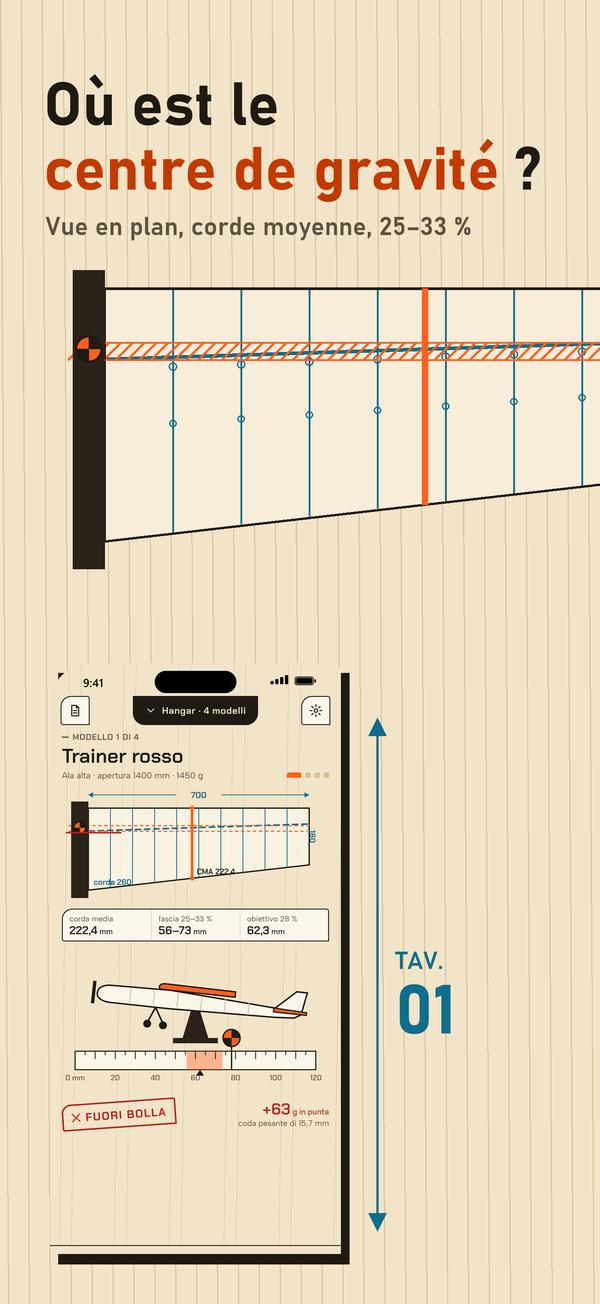 Où est le
centre de gravité ?
Vue en plan, corde moyenne, 25–33 %
9:41
Hangar · 4 modelli
— MODELLO 1 DI 4
Trainer rosso
Ala alta · apertura 1400 mm · 1450 g
700
180
CMA 222,4
corda 260
corda media
222,4 mm
fascia 25–33 %
56–73 mm
obiettivo 28 %
62,3 mm
0 mm 20 40 60 80 100 120
× FUORI BOLLA
+63 g in punta
coda pesante di 15,7 mm
TAV.
01